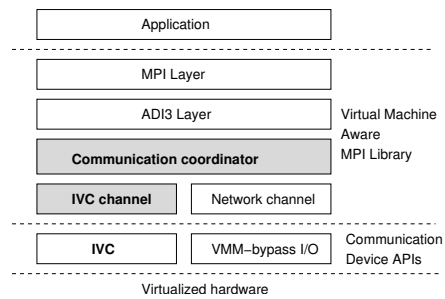 Application
MPI Layer
ADI3 Layer
Communication coordinator
IVC channel
Network channel
Virtual Machine
Aware
MPI Library
IVC
VMM−bypass I/O
Communication
Device APIs
Virtualized hardware